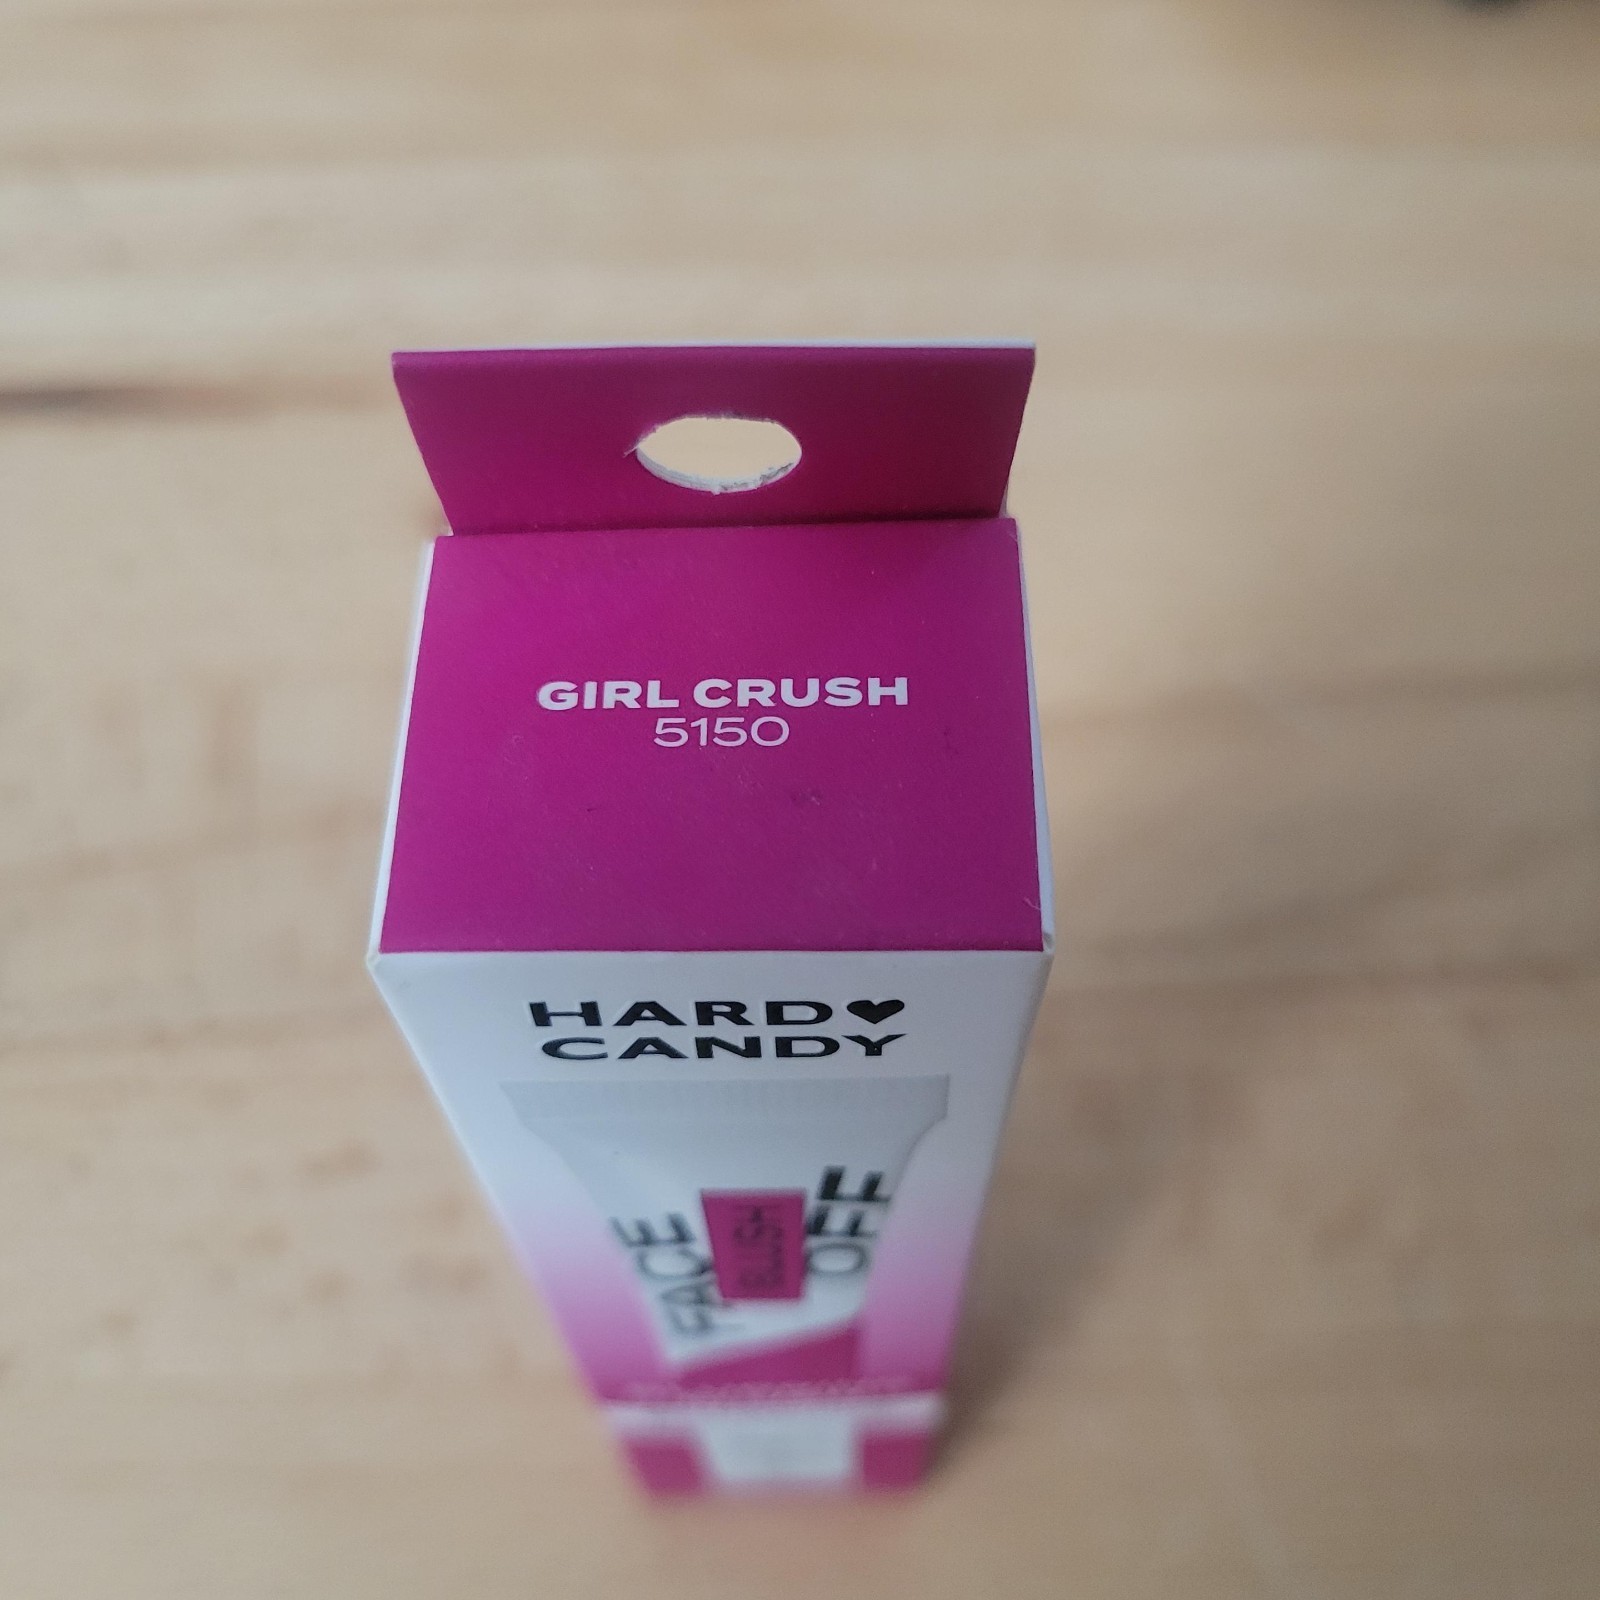 GIRL CRUSH
5150
HARD♥
CANDY
FACE
BLUSH
OFF